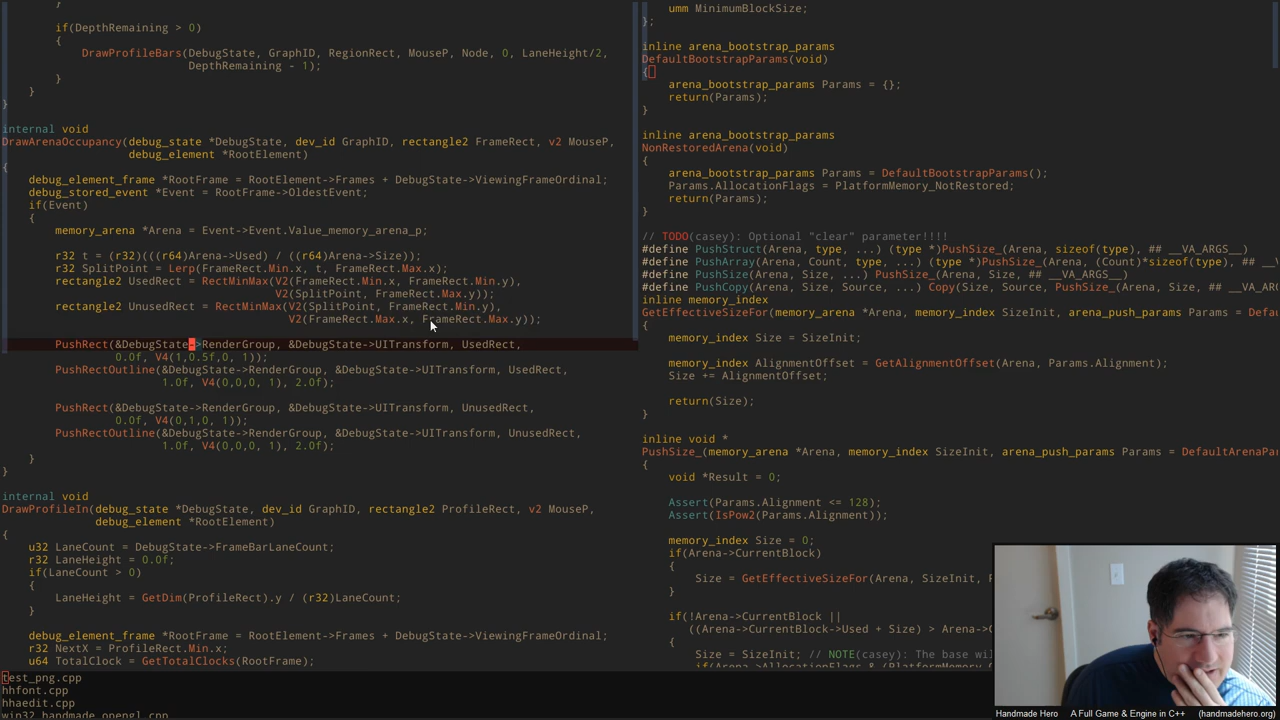 }
if(DepthRemaining > 0)
{
DrawProfileBars(DebugState, GraphID, RegionRect, MouseP, Node, 0, LaneHeight/2,
DepthRemaining - 1);
}
}
}
internal void
DrawArenaOccupancy(debug_state *DebugState, dev_id GraphID, rectangle2 FrameRect, v2 MouseP,
debug_element *RootElement)
{
debug_element_frame *RootFrame = RootElement->Frames + DebugState->ViewingFrameOrdinal;
debug_stored_event *Event = RootFrame->OldestEvent;
if(Event)
{
memory_arena *Arena = Event->Event.Value_memory_arena_p;
r32 t = (r32)(((r64)Arena->Used) / ((r64)Arena->Size));
r32 SplitPoint = Lerp(FrameRect.Min.x, t, FrameRect.Max.x);
rectangle2 UsedRect = RectMinMax(V2(FrameRect.Min.x, FrameRect.Min.y),
V2(SplitPoint, FrameRect.Max.y));
rectangle2 UnusedRect = RectMinMax(V2(SplitPoint, FrameRect.Min.y),
V2(FrameRect.Max.x, FrameRect.Max.y));
PushRect(&DebugState->RenderGroup, &DebugState->UITransform, UsedRect,
0.0f, V4(1,0.5f,0, 1));
PushRectOutline(&DebugState->RenderGroup, &DebugState->UITransform, UsedRect,
1.0f, V4(0,0,0, 1), 2.0f);
PushRect(&DebugState->RenderGroup, &DebugState->UITransform, UnusedRect,
0.0f, V4(0,1,0, 1));
PushRectOutline(&DebugState->RenderGroup, &DebugState->UITransform, UnusedRect,
1.0f, V4(0,0,0, 1), 2.0f);
}
}
internal void
DrawProfileIn(debug_state *DebugState, dev_id GraphID, rectangle2 ProfileRect, v2 MouseP,
debug_element *RootElement)
{
u32 LaneCount = DebugState->FrameBarLaneCount;
r32 LaneHeight = 0.0f;
if(LaneCount > 0)
{
LaneHeight = GetDim(ProfileRect).y / (r32)LaneCount;
}
debug_element_frame *RootFrame = RootElement->Frames + DebugState->ViewingFrameOrdinal;
r32 NextX = ProfileRect.Min.x;
u64 TotalClock = GetTotalClocks(RootFrame);
umm MinimumBlockSize;
};
inline arena_bootstrap_params
DefaultBootstrapParams(void)
{
arena_bootstrap_params Params = {};
return(Params);
}
inline arena_bootstrap_params
NonRestoredArena(void)
{
arena_bootstrap_params Params = DefaultBootstrapParams();
Params.AllocationFlags = PlatformMemory_NotRestored;
return(Params);
}
// TODO(casey): Optional "clear" parameter!!!!
#define PushStruct(Arena, type, ...) (type *)PushSize_(Arena, sizeof(type), ## __VA_ARGS__)
#define PushArray(Arena, Count, type, ...) (type *)PushSize_(Arena, (Count)*sizeof(type), ## __V
#define PushSize(Arena, Size, ...) PushSize_(Arena, Size, ## __VA_ARGS__)
#define PushCopy(Arena, Size, Source, ...) Copy(Size, Source, PushSize_(Arena, Size, ## __VA_ARG
inline memory_index
GetEffectiveSizeFor(memory_arena *Arena, memory_index SizeInit, arena_push_params Params = Defau
{
memory_index Size = SizeInit;
memory_index AlignmentOffset = GetAlignmentOffset(Arena, Params.Alignment);
Size += AlignmentOffset;
return(Size);
}
inline void *
PushSize_(memory_arena *Arena, memory_index SizeInit, arena_push_params Params = DefaultArenaPar
{
void *Result = 0;
Assert(Params.Alignment <= 128);
Assert(IsPow2(Params.Alignment));
memory_index Size = 0;
if(Arena->CurrentBlock)
{
Size = GetEffectiveSizeFor(Arena, SizeInit, P
}
if(!Arena->CurrentBlock ||
((Arena->CurrentBlock->Used + Size) > Arena->C
{
Size = SizeInit; // NOTE(casey): The base wil
test_png.cpp
hhfont.cpp
hhaedit.cpp
win32_handmade_opengl.cpp
Handmade Hero A Full Game & Engine in C++ (handmadehero.org)